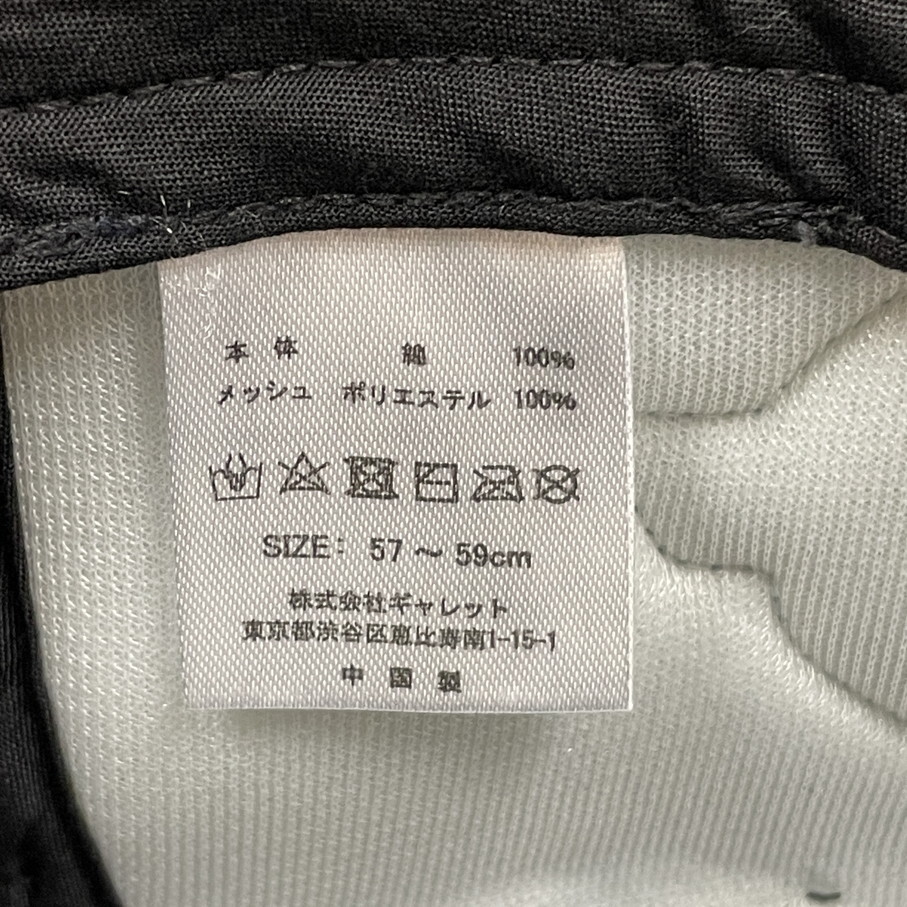 本体 綿 100%
メッシュ ポリエステル 100%
SIZE: 57～59cm
株式会社ギャレット
東京都渋谷区恵比寿南1-15-1
中国製